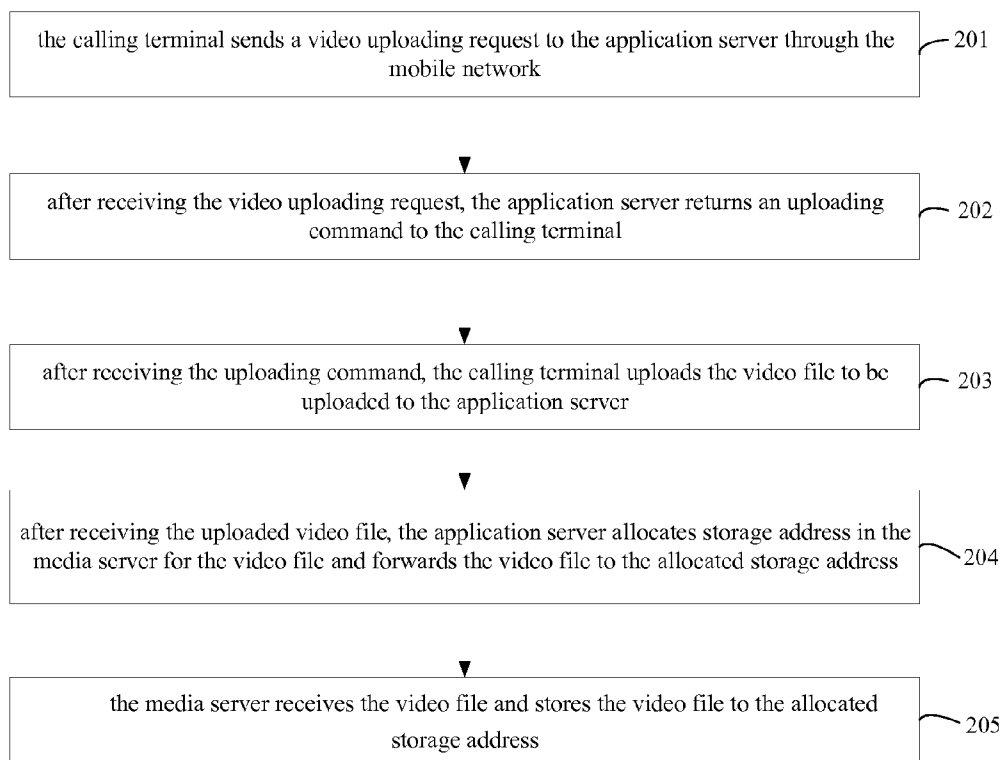 the calling terminal sends a video uploading request to the application server through the
mobile network
201
after receiving the video uploading request, the application server returns an uploading
command to the calling terminal
202
after receiving the uploading command, the calling terminal uploads the video file to be
uploaded to the application server
203
after receiving the uploaded video file, the application server allocates storage address in the
media server for the video file and forwards the video file to the allocated storage address
204
the media server receives the video file and stores the video file to the allocated
storage address
205